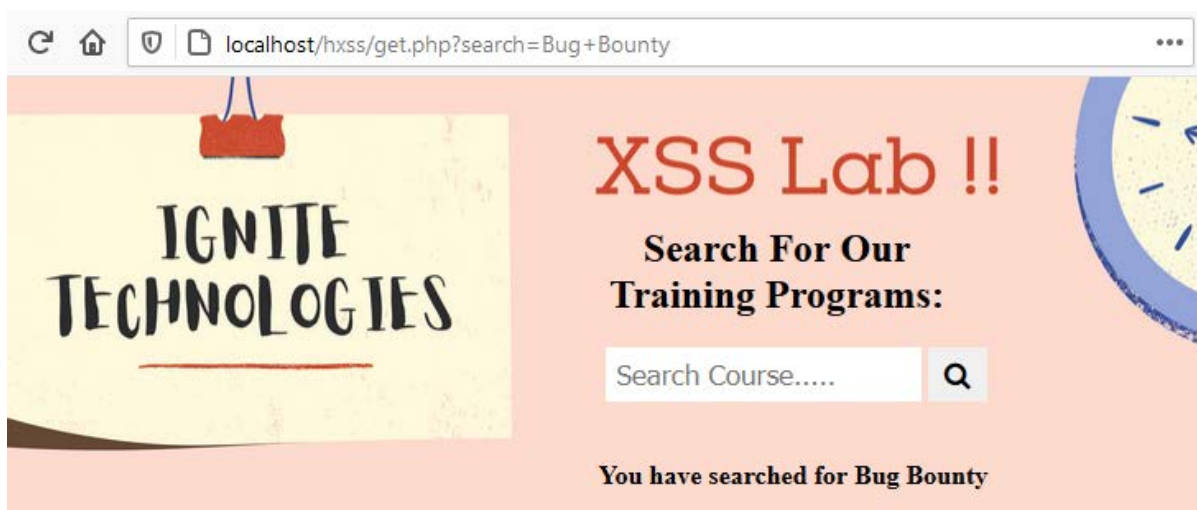 localhost/hxss/get.php?search=Bug+Bounty
IGNITE
TECHNOLOGIES
XSS Lab !!
Search For Our
Training Programs:
Search Course.....
You have searched for Bug Bounty